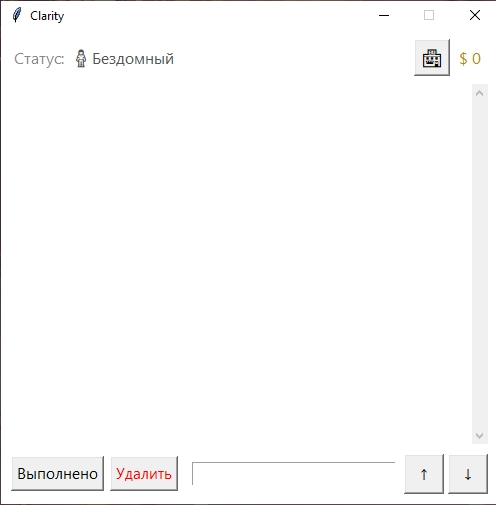 Clarity
Статус: Бездомный $ 0
Выполнено Удалить ↑ ↓